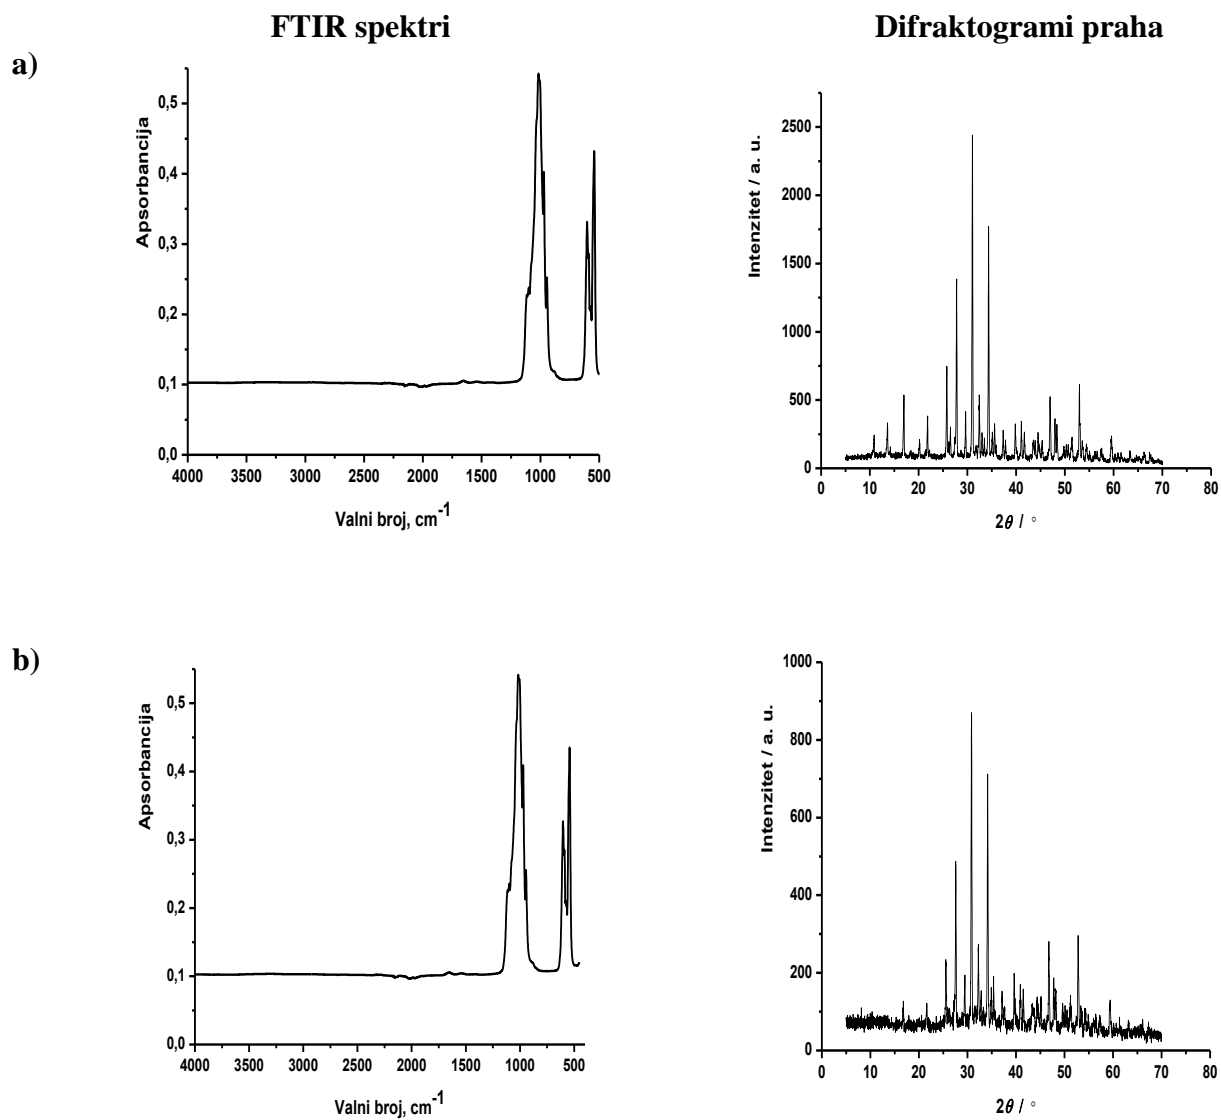 FTIR spektri
Difraktogrami praha
a)
Apsorbancija
0,5
0,4
0,3
0,2
0,1
0,0
4000 3500 3000 2500 2000 1500 1000 500
Valni broj, cm-1
Intenzitet / a. u.
2500
2000
1500
1000
500
0
0 10 20 30 40 50 60 70 80
2θ / °
b)
Apsorbancija
0,5
0,4
0,3
0,2
0,1
0,0
4000 3500 3000 2500 2000 1500 1000 500
Valni broj, cm-1
Intenzitet / a. u.
1000
800
600
400
200
0
0 10 20 30 40 50 60 70 80
2θ / °